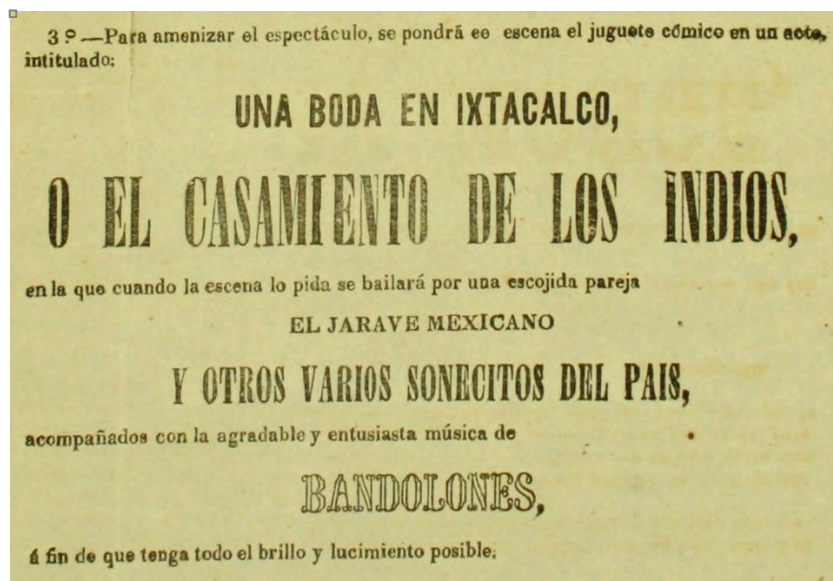 3º—Para amenizar el espectáculo, se pondrá eo escena el juguete cómico en un acto,
intitulado:
UNA BODA EN IXTACALCO,
O EL CASAMIENTO DE LOS INDIOS,
en la que cuando la escena lo pida se bailará por una escojida pareja
EL JARAVE MEXICANO
Y OTROS VARIOS SONECITOS DEL PAIS,
acompañados con la agradable y entusiasta música de
BANDOLONES,
á fin de que tenga todo el brillo y lucimiento posible.